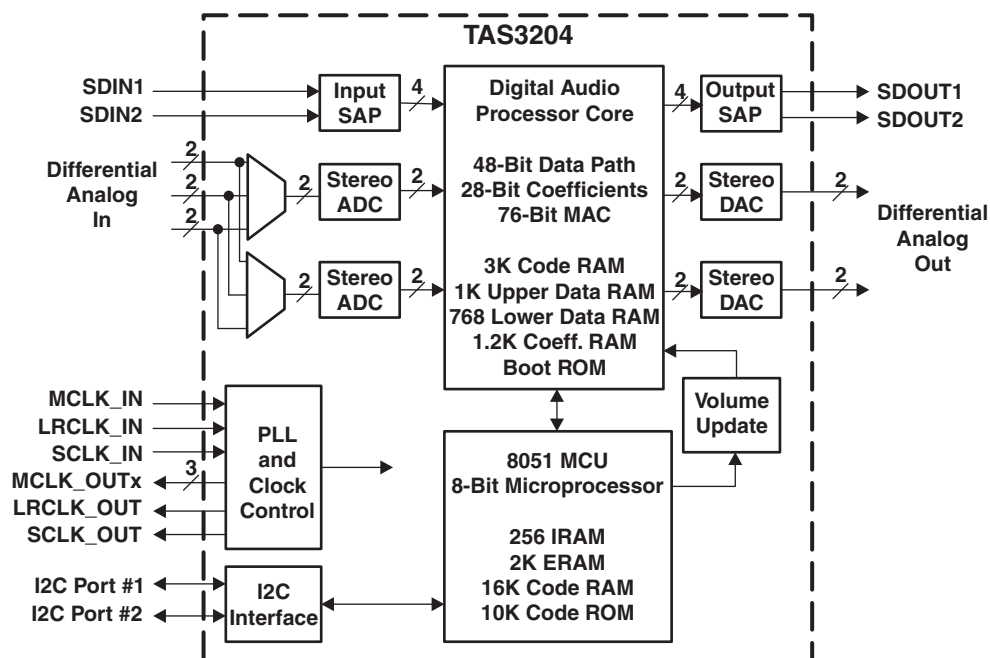 TAS3204
SDIN1
SDIN2
Input
SAP
4
Digital Audio
Processor Core
48-Bit Data Path
28-Bit Coefficients
76-Bit MAC
3K Code RAM
1K Upper Data RAM
768 Lower Data RAM
1.2K Coeff. RAM
Boot ROM
4
Output
SAP
SDOUT1
SDOUT2
Differential
Analog
In
2
2
2
2
Stereo
ADC
2
2
Stereo
DAC
2
2
Stereo
ADC
2
2
Stereo
DAC
2
Differential
Analog
Out
MCLK_IN
LRCLK_IN
SCLK_IN
MCLK_OUTx
3
LRCLK_OUT
SCLK_OUT
PLL
and
Clock
Control
Volume
Update
8051 MCU
8-Bit Microprocessor
256 IRAM
2K ERAM
16K Code RAM
10K Code ROM
I2C Port #1
I2C Port #2
I2C
Interface